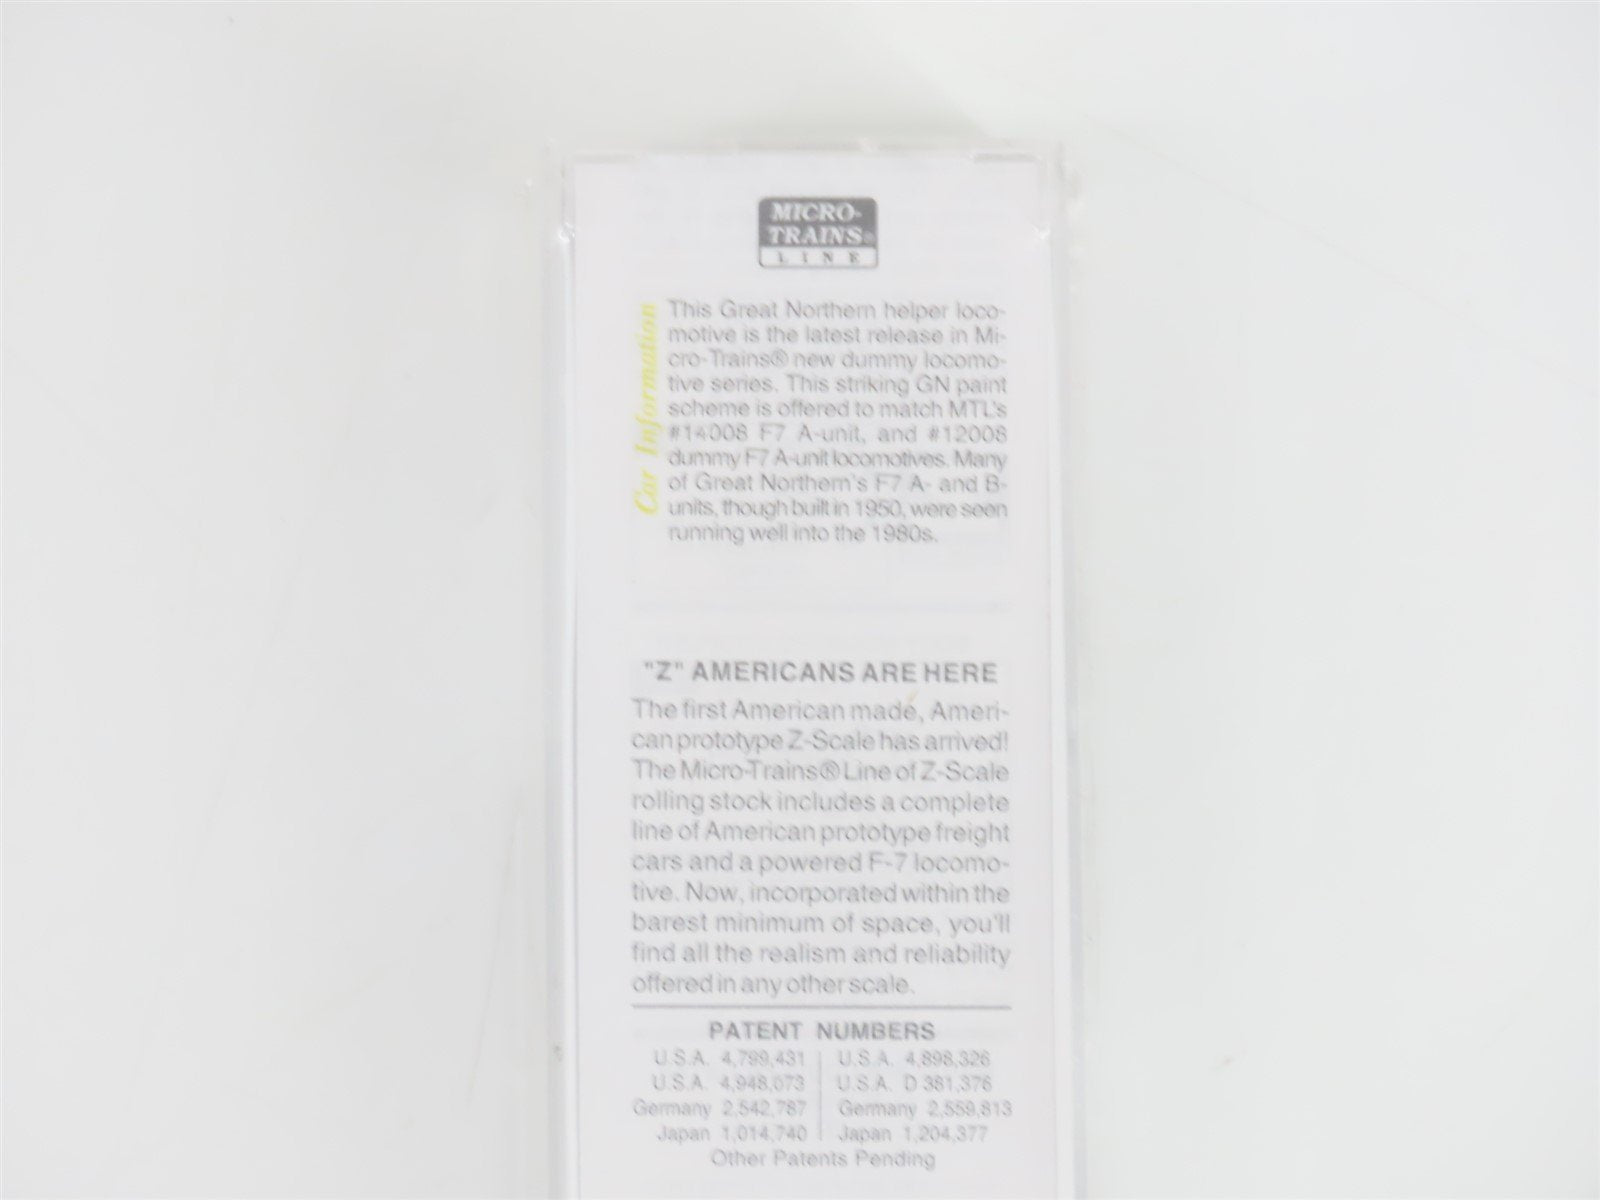 MICRO-
TRAINS®
LINE
Car Information
This Great Northern helper loco-
motive is the latest release in Mi-
cro-Trains® new dummy locomo-
tive series. This striking GN paint
scheme is offered to match MTL's
#14008 F7 A-unit, and #12008
dummy F7 A-unit locomotives. Many
of Great Northern's F7 A- and B-
units, though built in 1950, were seen
running well into the 1980s.
"Z" AMERICANS ARE HERE
The first American made, Ameri-
can prototype Z-Scale has arrived!
The Micro-Trains® Line of Z-Scale
rolling stock includes a complete
line of American prototype freight
cars and a powered F-7 locomo-
tive. Now, incorporated within the
barest minimum of space, you'll
find all the realism and reliability
offered in any other scale.
PATENT NUMBERS
U.S.A. 4,799,431 U.S.A. 4,898,326
U.S.A. 4,948,073 U.S.A. D 381,376
Germany 2,542,787 Germany 2,559,813
Japan 1,014,740 Japan 1,204,377
Other Patents Pending